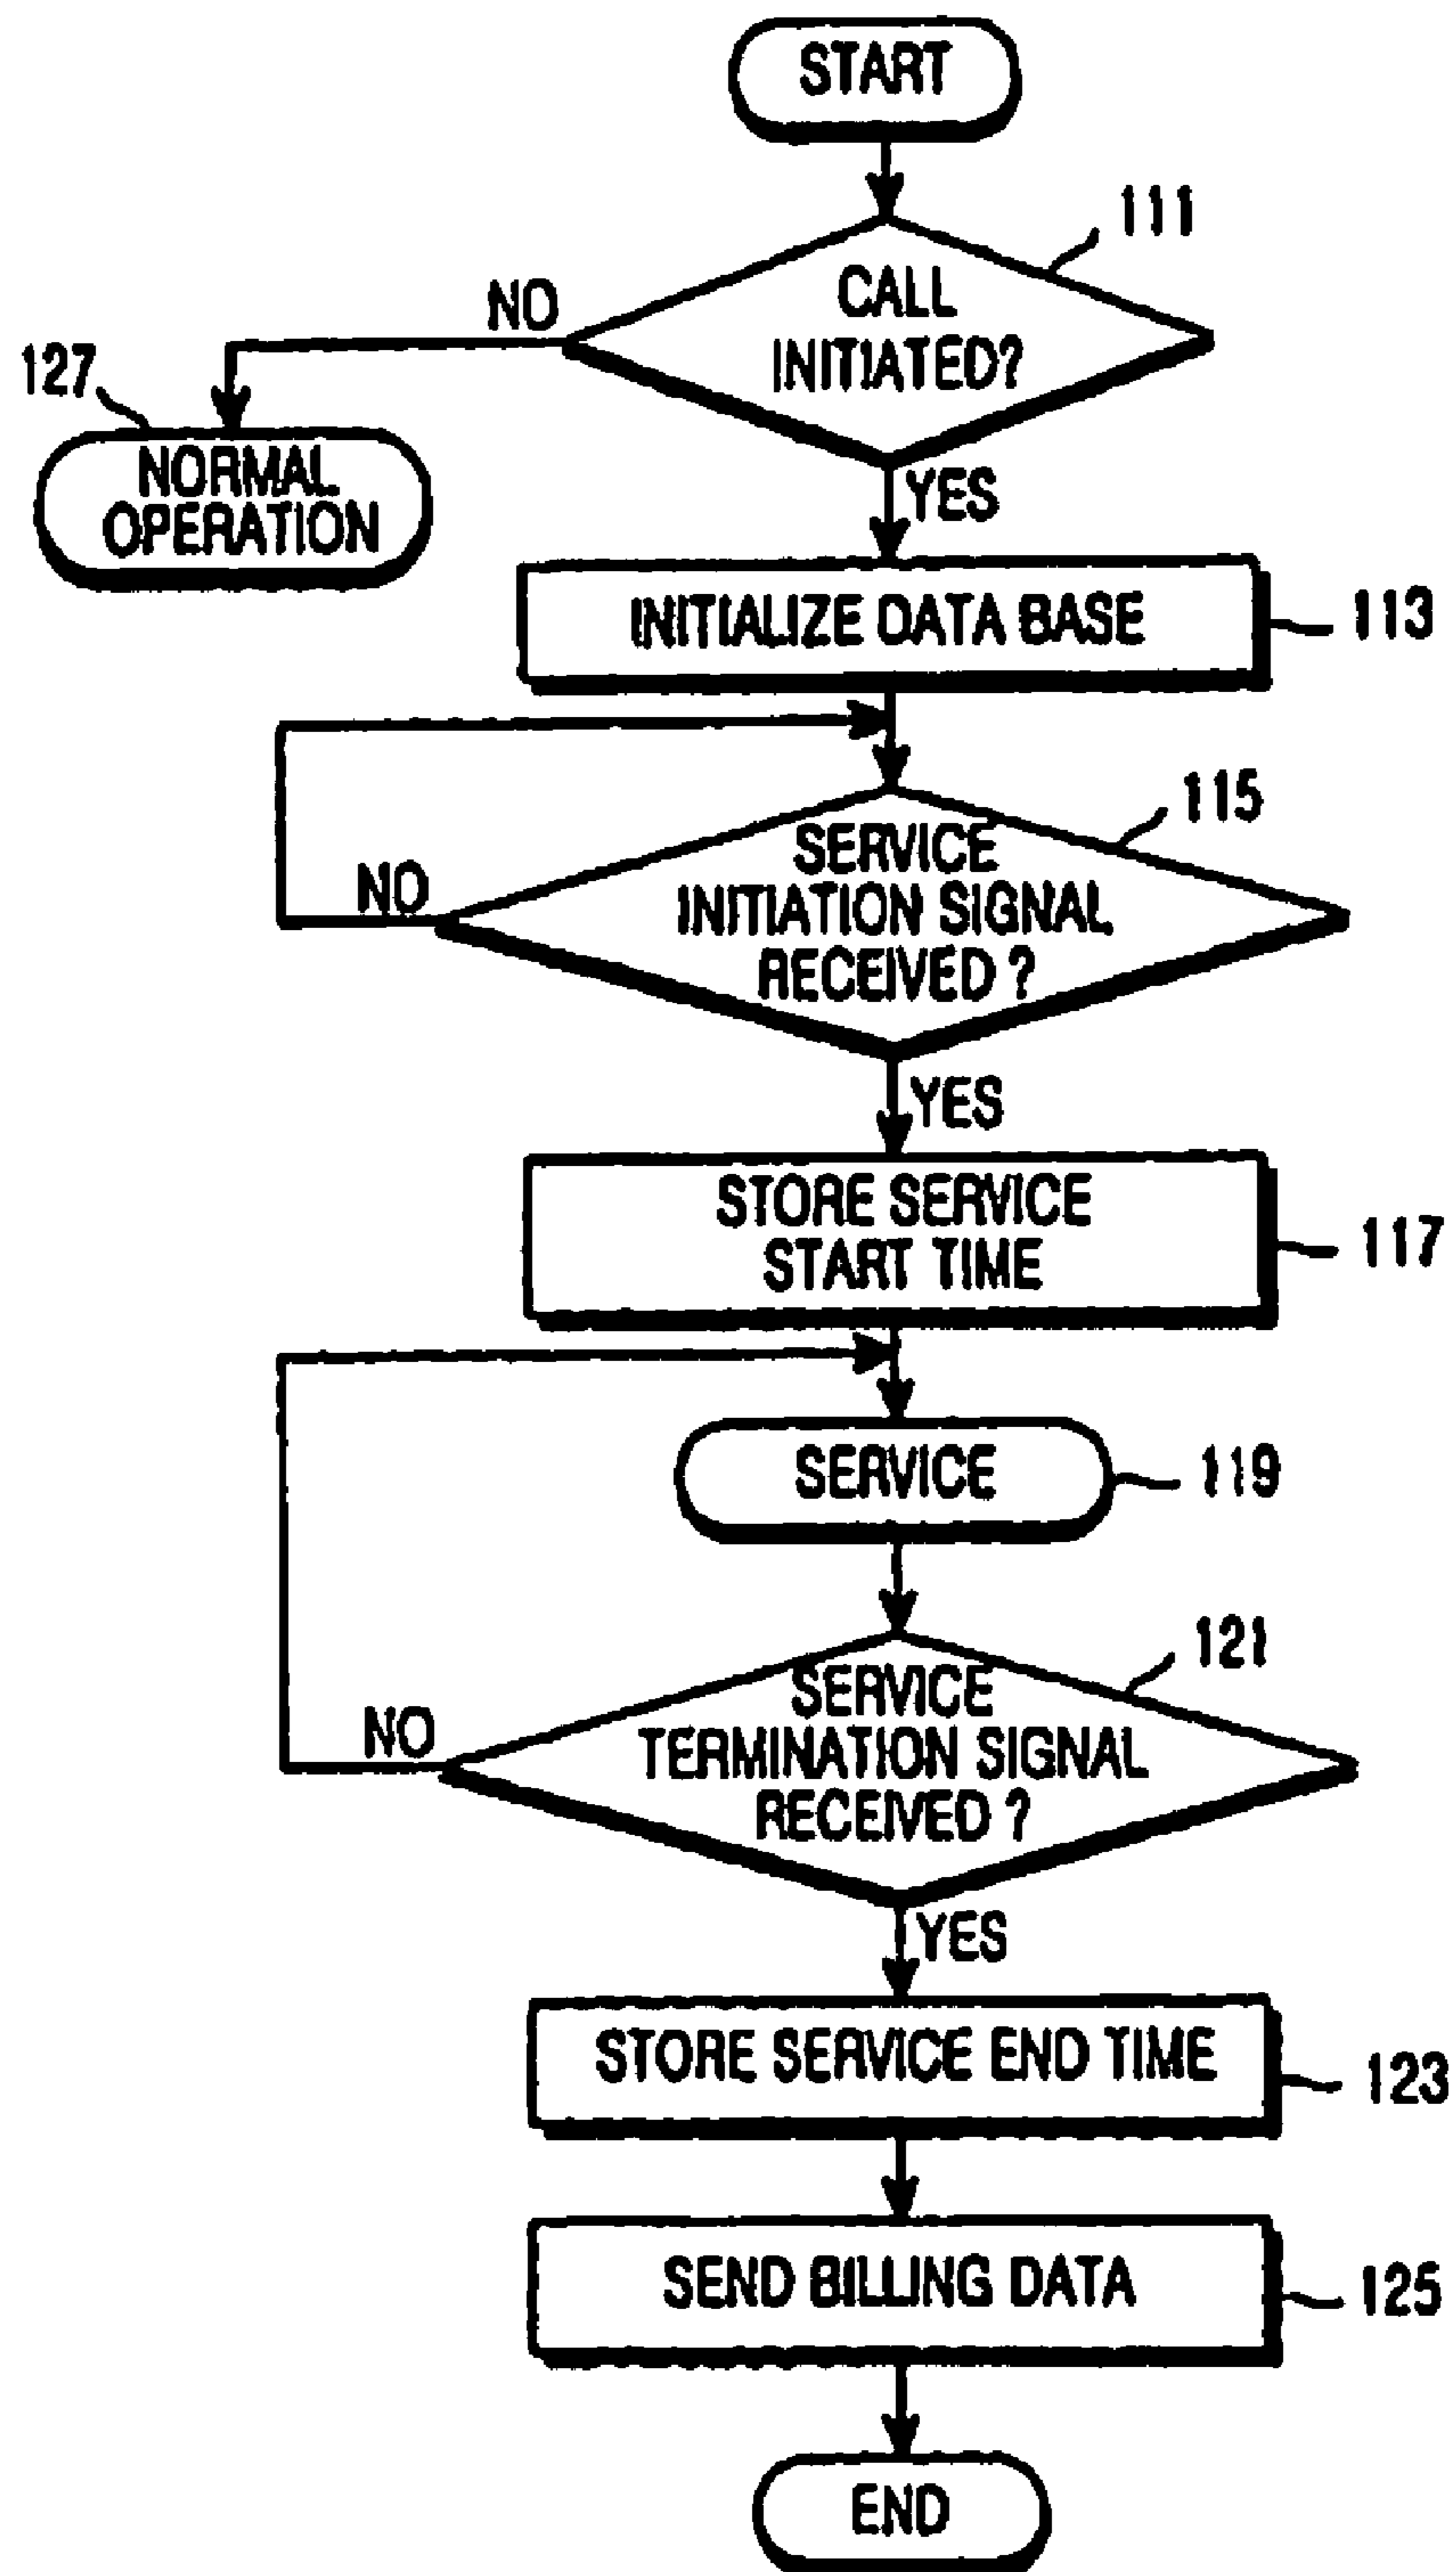 START
111
CALL
INITIATED?
NO
127
NORMAL
OPERATION
YES
INITIALIZE DATA BASE
113
115
SERVICE
INITIATION SIGNAL
RECEIVED ?
NO
YES
STORE SERVICE
START TIME
117
SERVICE
119
121
SERVICE
TERMINATION SIGNAL
RECEIVED ?
NO
YES
STORE SERVICE END TIME
123
SEND BILLING DATA
125
END